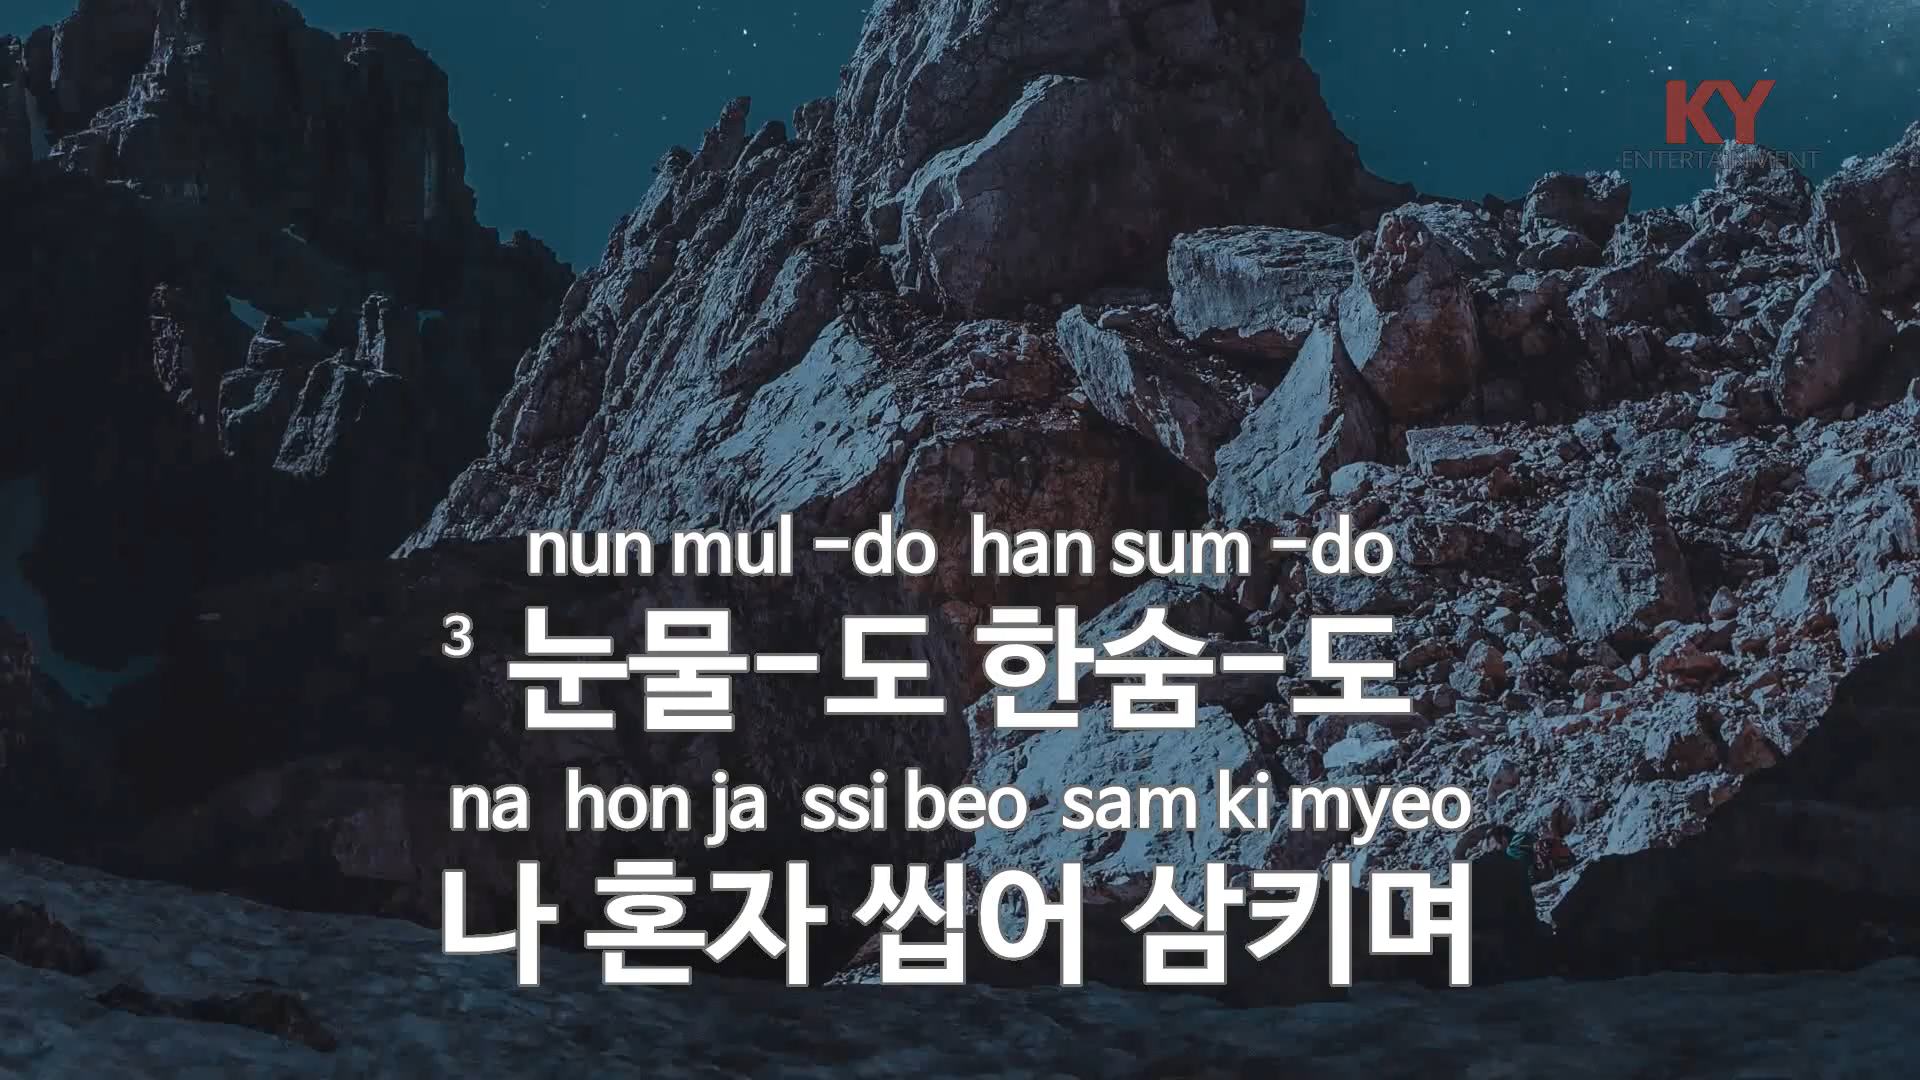 KY
ENTERTAINMENT
nun mul -do han sum -do
3 눈물-도 한숨-도
na hon ja ssi beo sam ki myeo
나 혼자 씹어 삼키며